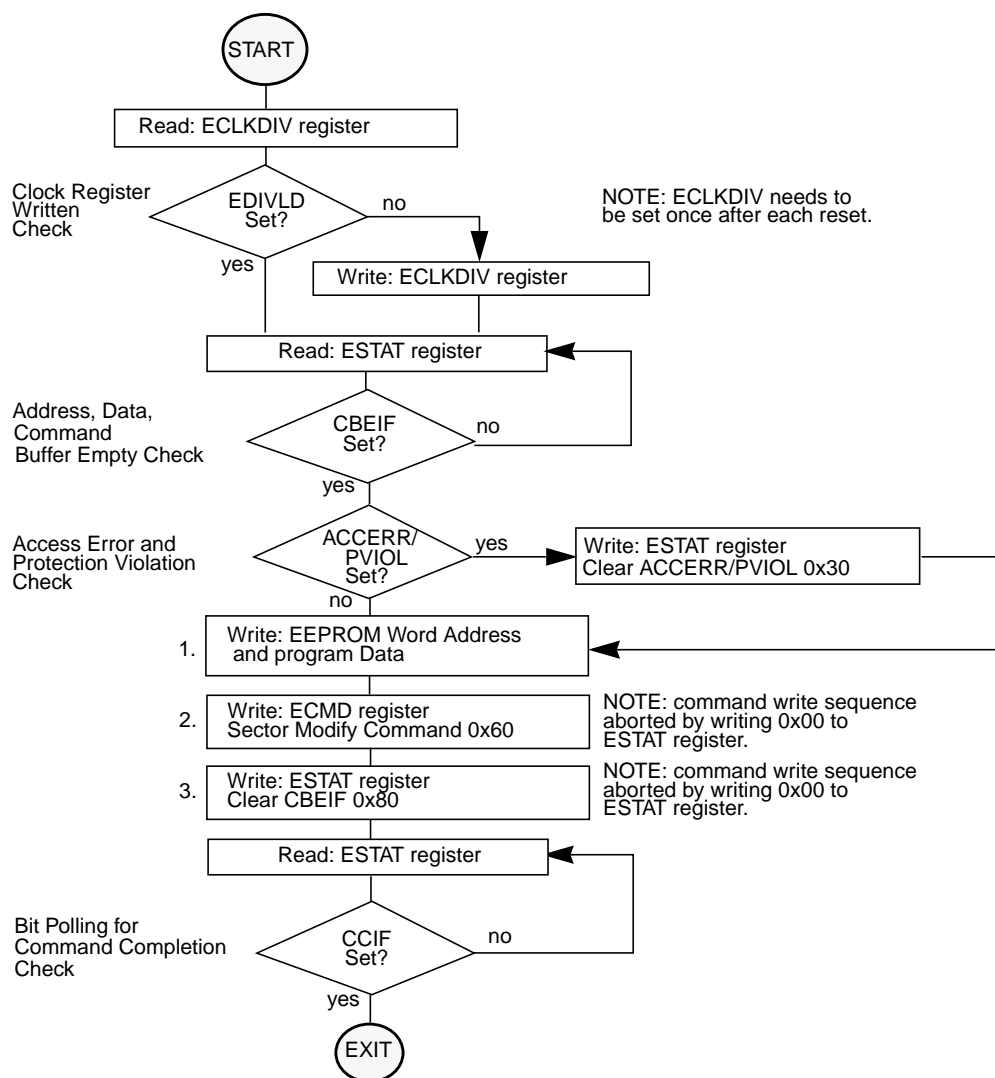 START
Read: ECLKDIV register
Clock Register
Written
Check
EDIVLD
Set?
no
yes
NOTE: ECLKDIV needs to
be set once after each reset.
Write: ECLKDIV register
Read: ESTAT register
Address, Data,
Command
Buffer Empty Check
CBEIF
Set?
no
yes
Access Error and
Protection Violation
Check
ACCERR/
PVIOL
Set?
yes
no
Write: ESTAT register
Clear ACCERR/PVIOL 0x30
1.
Write: EEPROM Word Address
and program Data
2.
Write: ECMD register
Sector Modify Command 0x60
NOTE: command write sequence
aborted by writing 0x00 to
ESTAT register.
3.
Write: ESTAT register
Clear CBEIF 0x80
NOTE: command write sequence
aborted by writing 0x00 to
ESTAT register.
Read: ESTAT register
Bit Polling for
Command Completion
Check
CCIF
Set?
no
yes
EXIT